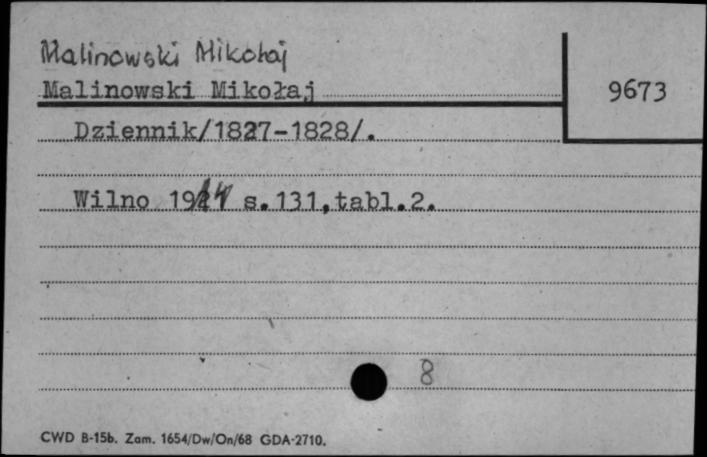 Malinowski Mikołaj
Malinowski Mikołaj
9673
Dziennik/1827-1828/.
Wilno 1914 s.131,tabl.2.
8
CWD B-15b. Zam. 1654/Dw/On/68 GDA-2710.